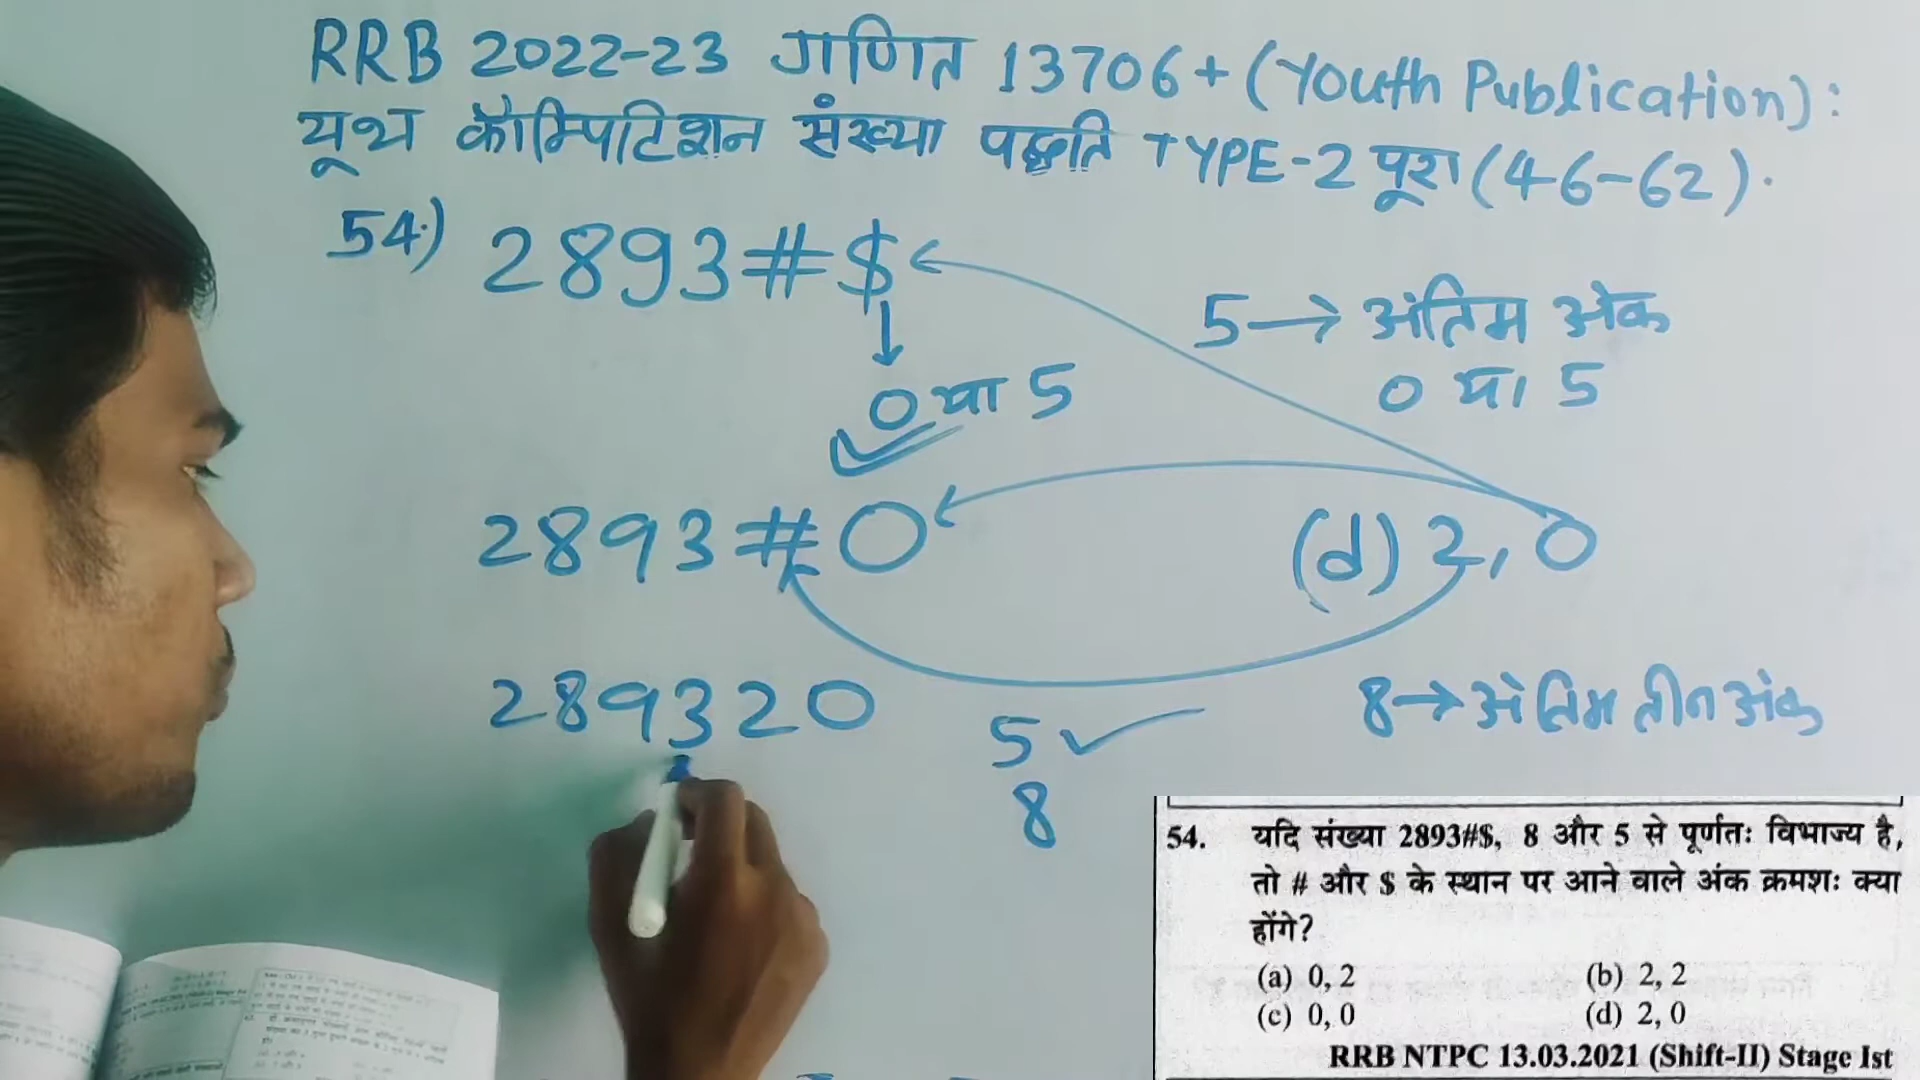 RRB 2022-23 गणित 13706+ (Youth Publication):
यूथ कौम्पिटिशन संख्या पद्धति TYPE-2 पूरा (46-62).
54) 2893#$
5→ अंतिम अंक
0 या 5
0 या 5
2893#0
(d) 2, 0
289320
5✓
8
8→ अंतिम तीन अंक
54. यदि संख्या 2893#$, 8 और 5 से पूर्णतः विभाज्य है,
तो # और $ के स्थान पर आने वाले अंक क्रमशः क्या
होंगे?
(a) 0, 2 (b) 2, 2
(c) 0, 0 (d) 2, 0
RRB NTPC 13.03.2021 (Shift-II) Stage Ist